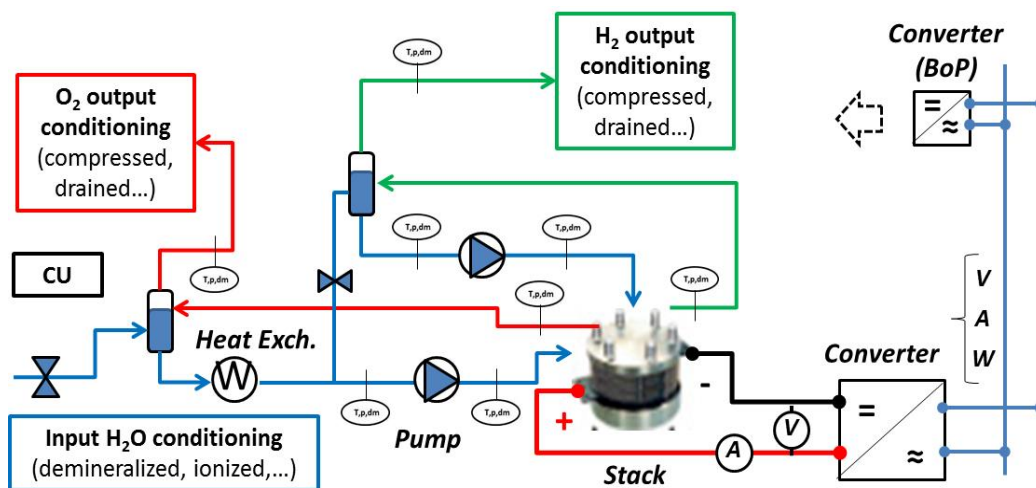 T,p,dm
H₂ output
conditioning
(compressed,
drained...)
Converter
(BoP)
=
≈
O₂ output
conditioning
(compressed,
drained...)
T,p,dm
T,p,dm
T,p,dm
CU
T,p,dm
T,p,dm
V
A
W
Heat Exch.
W
Converter
T,p,dm
T,p,dm
-
=
≈
V
+
A
Pump
Stack
Input H₂O conditioning
(demineralized, ionized,...)